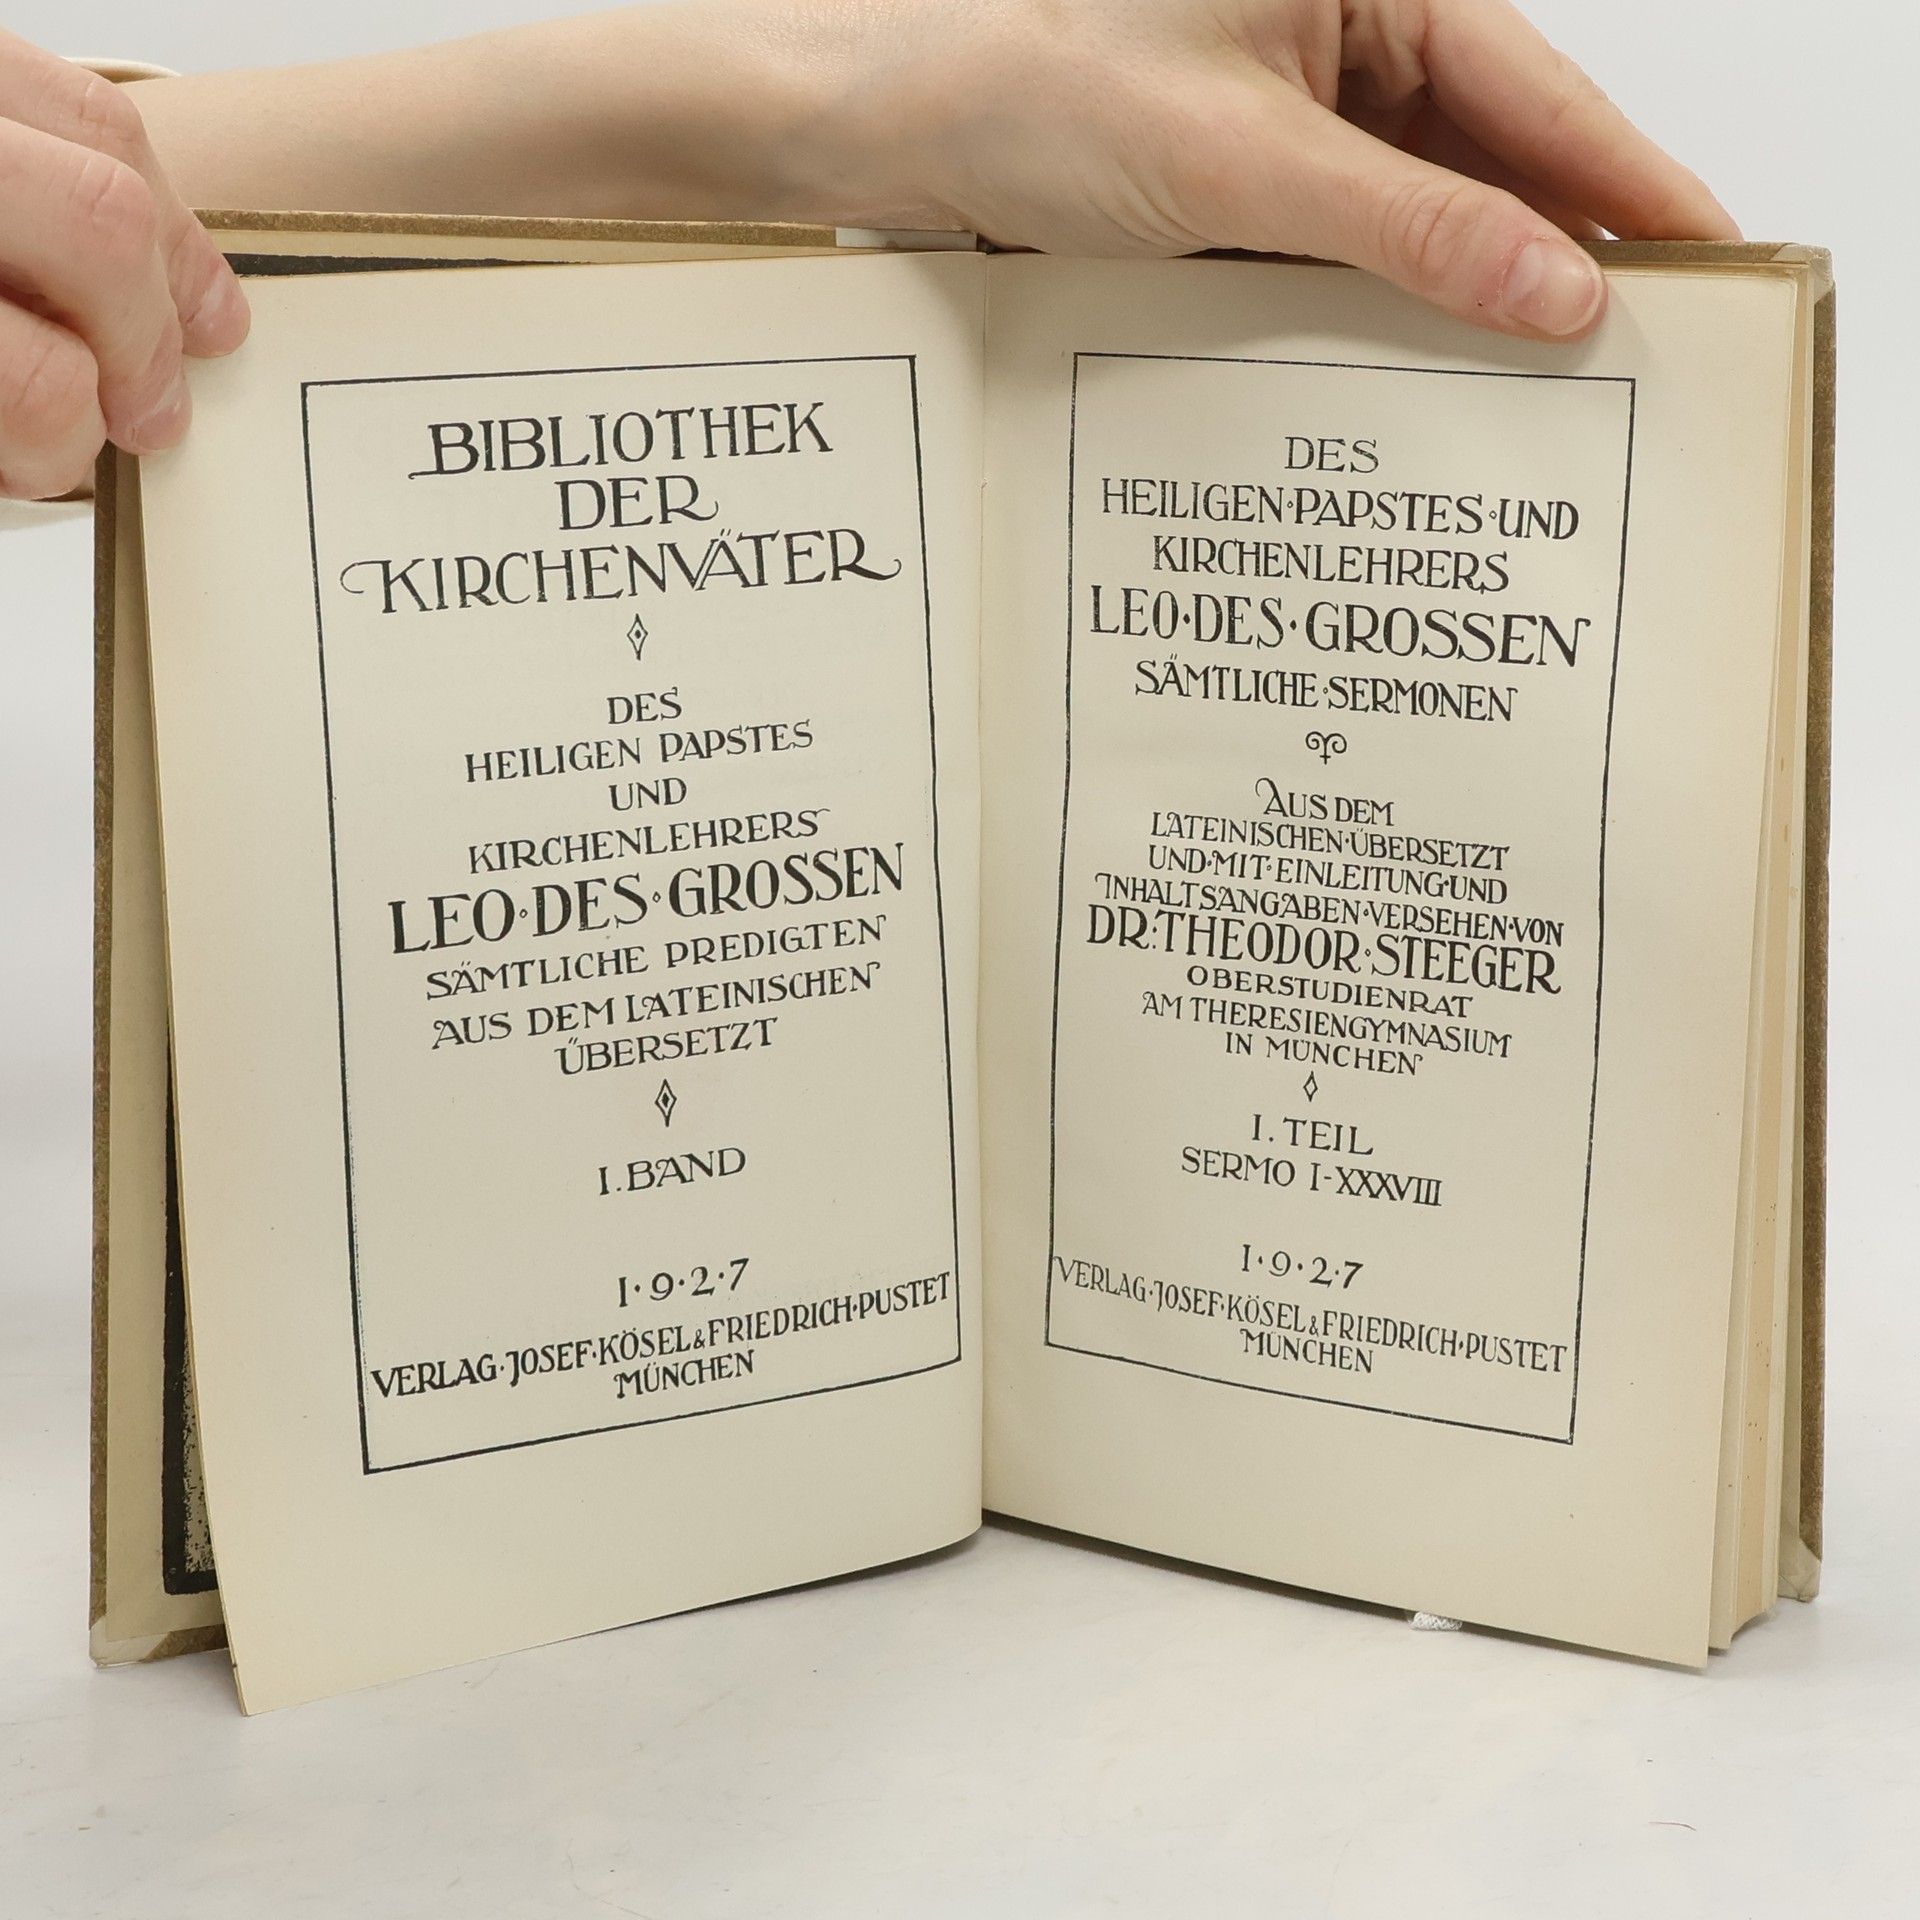 BIBLIOTHEK
DER
KIRCHENVÄTER
DES
HEILIGEN PAPSTES
UND
KIRCHENLEHRERS
LEO·DES·GROSSEN
SÄMTLICHE PREDIGTEN
AUS DEM LATEINISCHEN
ÜBERSETZT
I. BAND
1·9·2·7
VERLAG·JOSEF·KÖSEL&FRIEDRICH·PUSTET
MÜNCHEN
DES
HEILIGEN·PAPSTES·UND
KIRCHENLEHRERS
LEO·DES·GROSSEN
SÄMTLICHE·SERMONEN
AUS DEM
LATEINISCHEN·ÜBERSETZT
UND·MIT·EINLEITUNG·UND
INHALTSANGABEN·VERSEHEN·VON
DR·THEODOR·STEEGER
OBERSTUDIENRAT
AM THERESIENGYMNASIUM
IN MÜNCHEN
I. TEIL
SERMO I-XXXVIII
1·9·2·7
VERLAG·JOSEF·KÖSEL&FRIEDRICH·PUSTET
MÜNCHEN